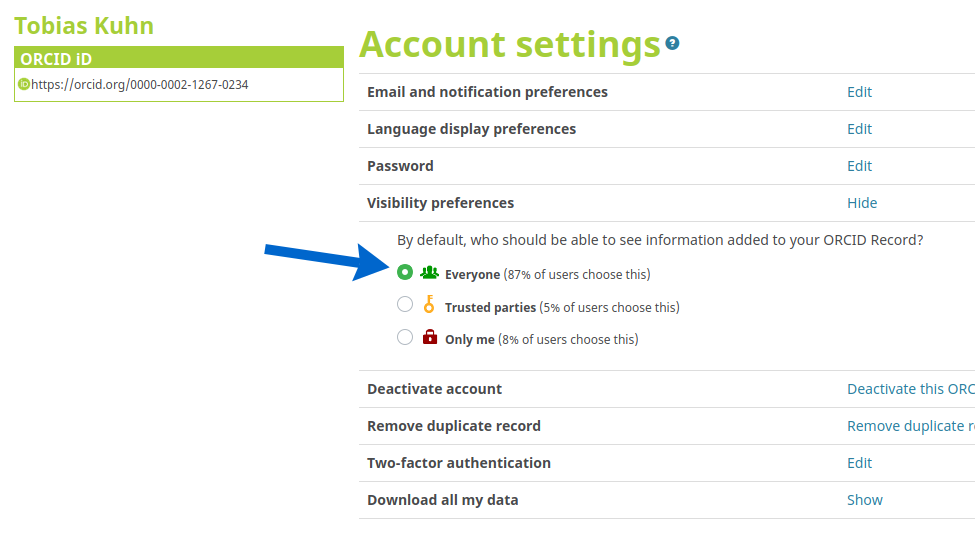 Tobias Kuhn
ORCID iD
iD https://orcid.org/0000-0002-1267-0234
Account settings ?
Email and notification preferences Edit
Language display preferences Edit
Password Edit
Visibility preferences Hide
By default, who should be able to see information added to your ORCID Record?
Everyone (87% of users choose this)
Trusted parties (5% of users choose this)
Only me (8% of users choose this)
Deactivate account Deactivate this ORC
Remove duplicate record Remove duplicate r
Two-factor authentication Edit
Download all my data Show